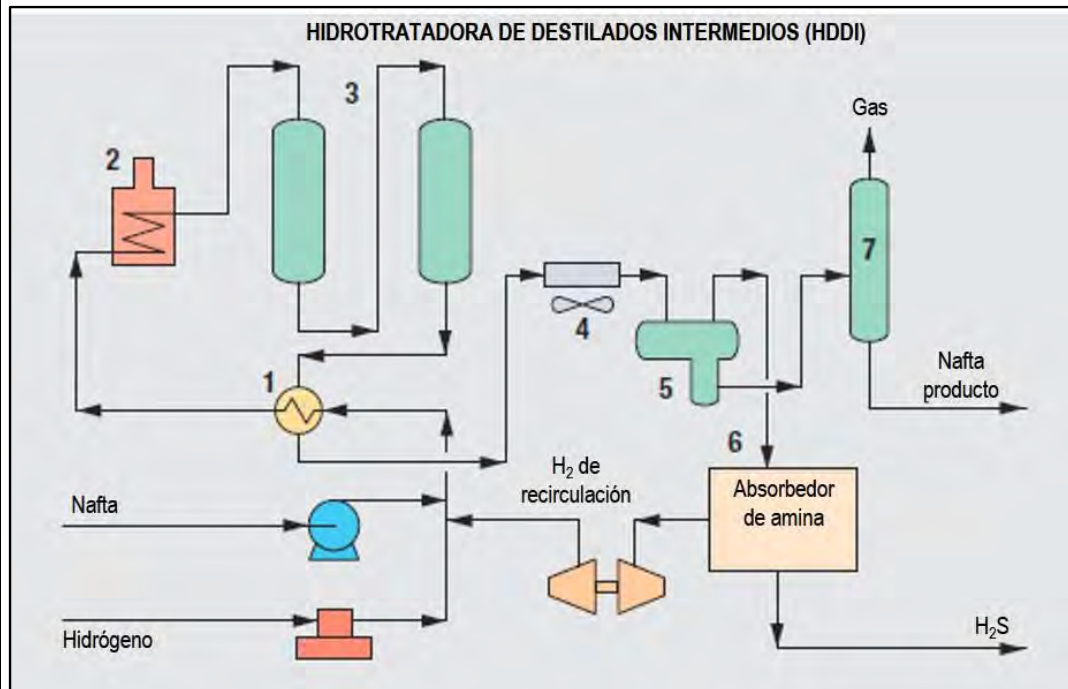 HIDROTRATADORA DE DESTILADOS INTERMEDIOS (HDDI)
3
Gas
2
7
4
5
Nafta
producto
1
6
H2 de
recirculación
Absorbedor
de amina
Nafta
Hidrógeno
H2S